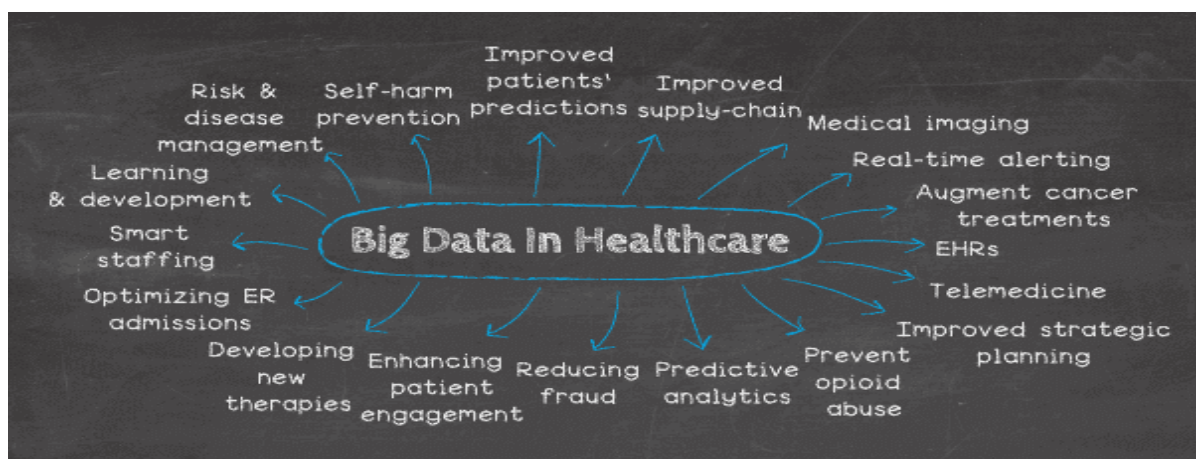 Improved
patients'
predictions
Improved
supply-chain
Self-harm
prevention
Risk &
disease
management
Medical imaging
Real-time alerting
Learning
& development
Augment cancer
treatments
Smart
staffing
Big Data In Healthcare
EHRs
Optimizing ER
admissions
Telemedicine
Improved strategic
planning
Developing
new
therapies
Enhancing
patient
engagement
Reducing
fraud
Predictive
analytics
Prevent
opioid
abuse